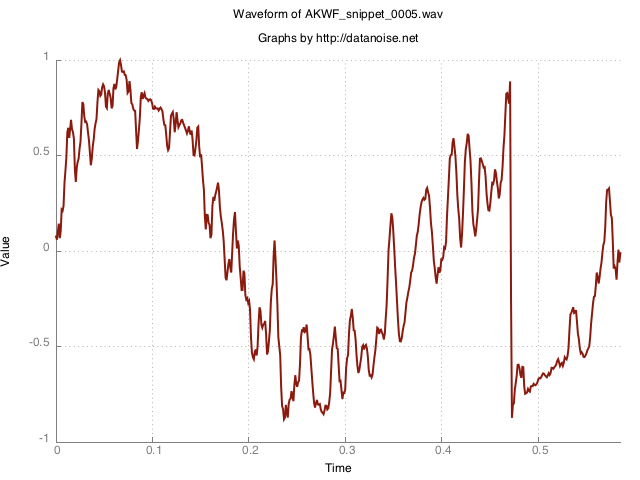 Waveform of AKWF_snippet_0005.wav
Graphs by http://datanoise.net
1
0.5
0
-0.5
-1
Value
0
0.1
0.2
0.3
0.4
0.5
Time